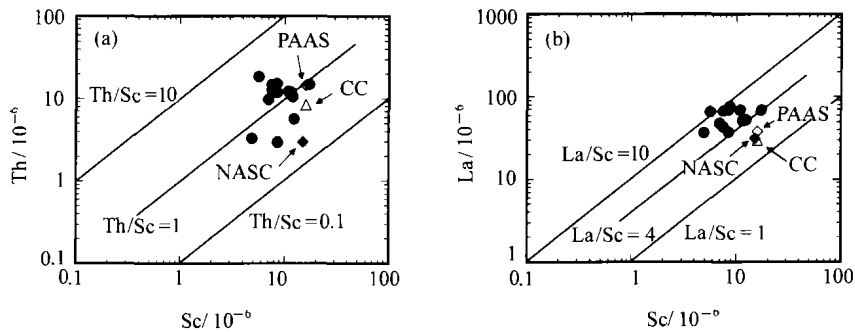 100
(a)
PAAS
Th/Sc=10
CC
10
Th/ 10⁻⁶
1
NASC
Th/Sc=1
Th/Sc=0.1
0.1
0.1
1
10
100
Sc/ 10⁻⁶
1000
(b)
100
La/ 10⁻⁶
PAAS
La/Sc=10
NASC
CC
10
La/Sc=4
La/Sc=1
1
0.1
1
10
100
Sc/ 10⁻⁶